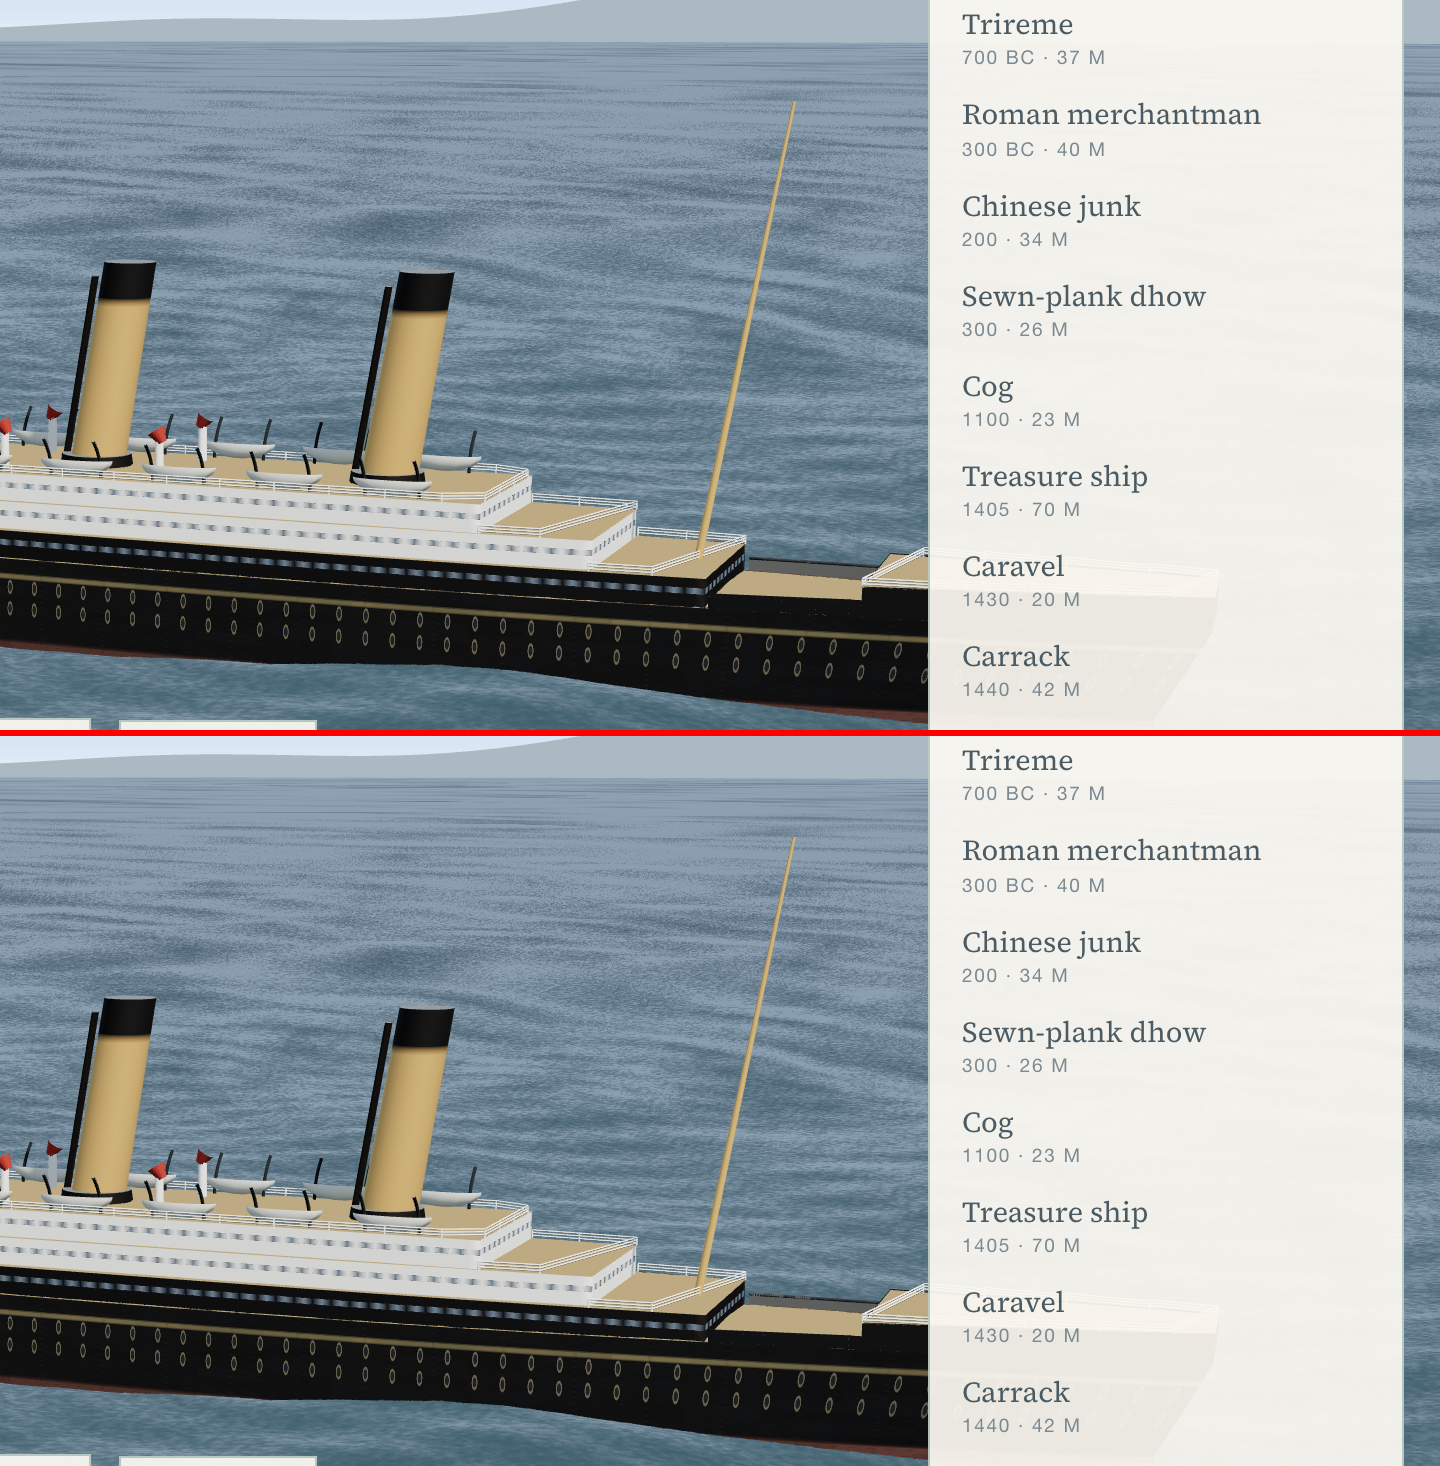 Trireme
700 BC · 37 M
Roman merchantman
300 BC · 40 M
Chinese junk
200 · 34 M
Sewn-plank dhow
300 · 26 M
Cog
1100 · 23 M
Treasure ship
1405 · 70 M
Caravel
1430 · 20 M
Carrack
1440 · 42 M
Trireme
700 BC · 37 M
Roman merchantman
300 BC · 40 M
Chinese junk
200 · 34 M
Sewn-plank dhow
300 · 26 M
Cog
1100 · 23 M
Treasure ship
1405 · 70 M
Caravel
1430 · 20 M
Carrack
1440 · 42 M